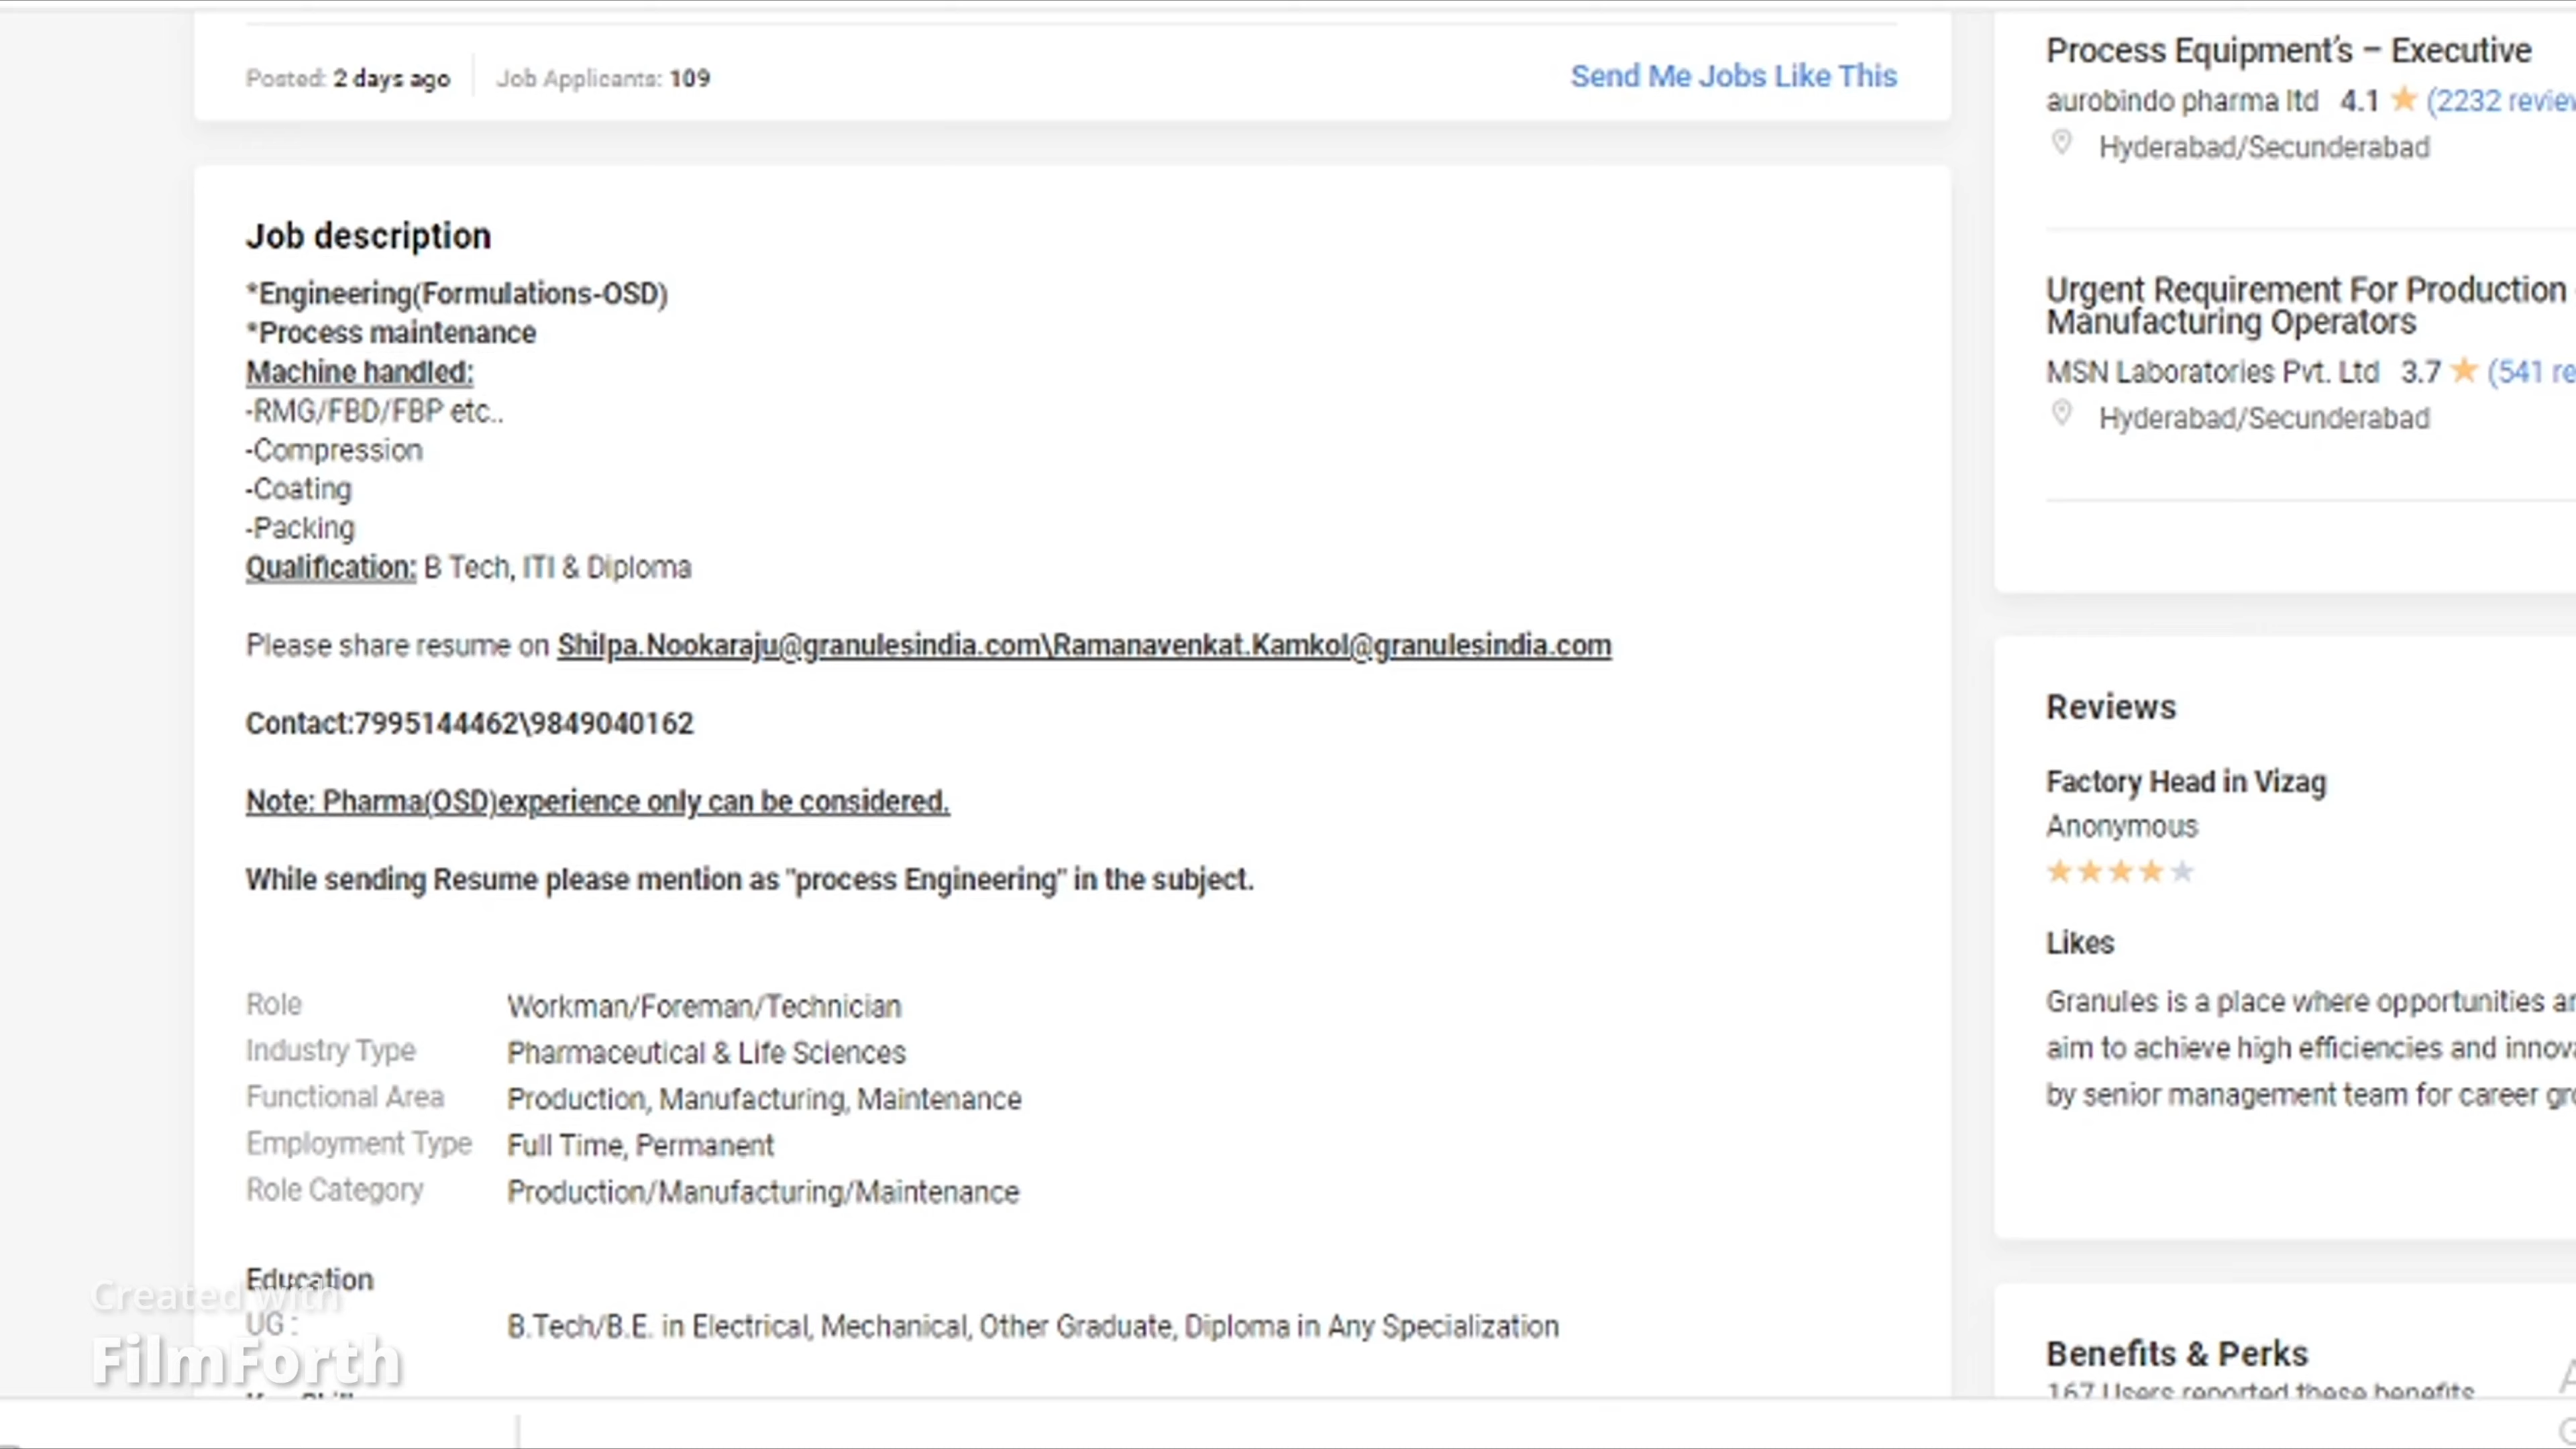 Posted: 2 days ago
Job Applicants: 109
Send Me Jobs Like This
Job description
*Engineering(Formulations-OSD)
*Process maintenance
Machine handled:
-RMG/FBD/FBP etc..
-Compression
-Coating
-Packing
Qualification: B Tech, ITI & Diploma
Please share resume on Shilpa.Nookaraju@granulesindia.com\Ramanavenkat.Kamkol@granulesindia.com
Contact:7995144462\9849040162
Note: Pharma(OSD)experience only can be considered.
While sending Resume please mention as "process Engineering" in the subject.
Role Workman/Foreman/Technician
Industry Type Pharmaceutical & Life Sciences
Functional Area Production, Manufacturing, Maintenance
Employment Type Full Time, Permanent
Role Category Production/Manufacturing/Maintenance
Education
UG : B.Tech/B.E. in Electrical, Mechanical, Other Graduate, Diploma in Any Specialization
Created with
FilmForth
Process Equipment's – Executive
aurobindo pharma ltd 4.1 (2232
Hyderabad/Secunderabad
Urgent Requirement For Production
Manufacturing Operators
MSN Laboratories Pvt. Ltd 3.7 (541
Hyderabad/Secunderabad
Reviews
Factory Head in Vizag
Anonymous
Likes
Granules is a place where opportunities
aim to achieve high efficiencies and
by senior management team for career
Benefits & Perks
167 Users reported these benefits